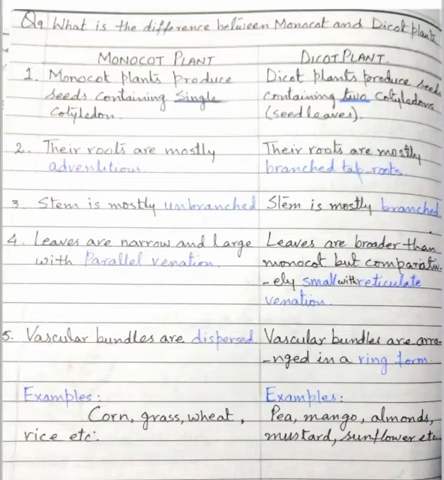 Q9. What is the difference between Monocot and Dicot plants
MONOCOT PLANT
1. Monocot plants produce
seeds containing single
cotyledon.
DICOT PLANT
Dicot plants produce seeds
containing two cotyledons
(seed leaves).
2. Their roots are mostly
adventitious.
Their roots are mostly
branched tap-roots.
3. Stem is mostly unbranched
Stem is mostly branched.
4. Leaves are narrow and large
with Parallel venation.
Leaves are broader than
monocot but comparativ-
-ely small with reticulate
venation.
5. Vascular bundles are dispersed
Vascular bundles are arra-
-nged in a ring form.
Examples:
Corn, grass, wheat,
rice etc.
Examples:
Pea, mango, almonds,
mustard, sunflower etc.